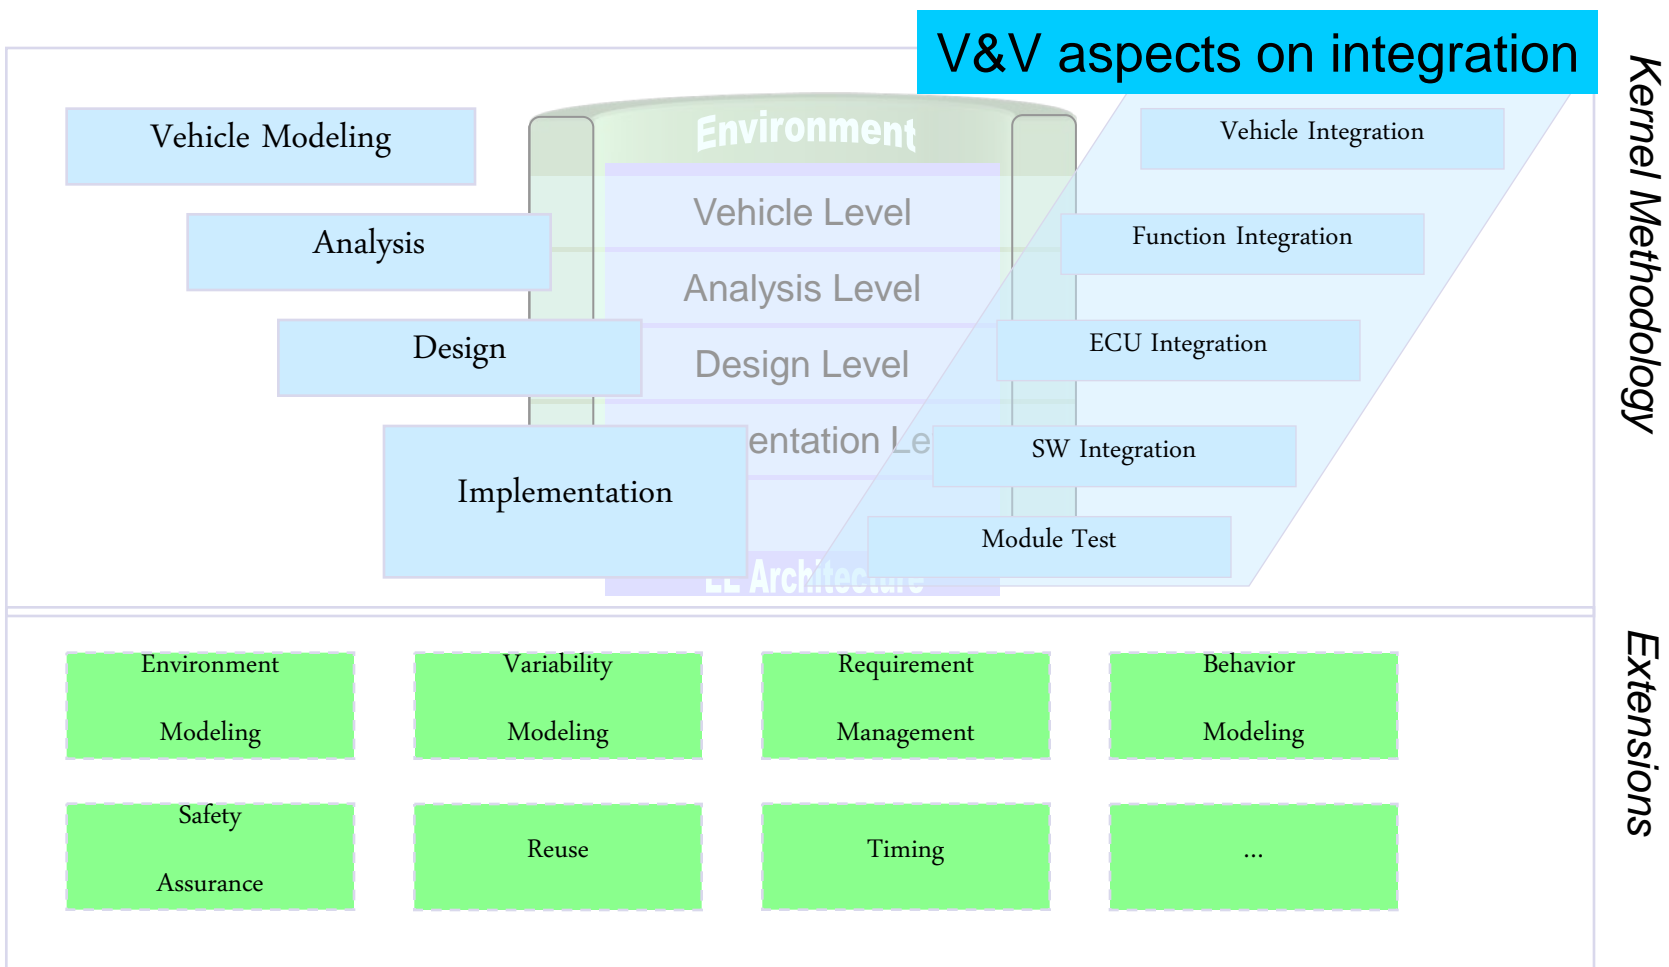 V&V aspects on integration
Kernel Methodology
Vehicle Modeling
Environment
Vehicle Integration
Vehicle Level
Analysis
Function Integration
Analysis Level
Design
Design Level
ECU Integration
entation Le
SW Integration
Implementation
Module Test
EE Architecture
Extensions
Environment
Modeling
Variability
Modeling
Requirement
Management
Behavior
Modeling
Safety
Assurance
Reuse
Timing
...